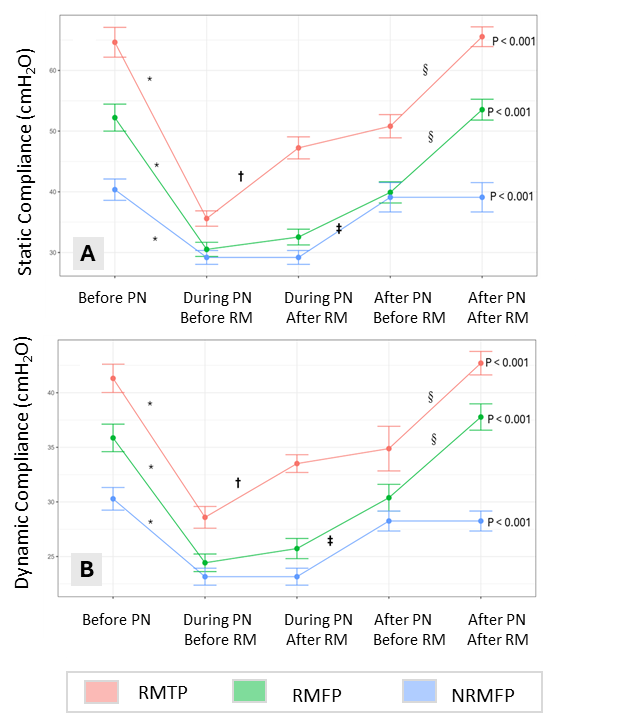 Static Compliance (cmH₂O)
60
50
40
30
*
*
*
†
‡
§
§
P < 0.001
P < 0.001
P < 0.001
A
Before PN
During PN
Before RM
During PN
After RM
After PN
Before RM
After PN
After RM
Dynamic Compliance (cmH₂O)
40
35
30
25
*
*
*
†
‡
§
§
P < 0.001
P < 0.001
P < 0.001
B
Before PN
During PN
Before RM
During PN
After RM
After PN
Before RM
After PN
After RM
RMTP RMFP NRMFP